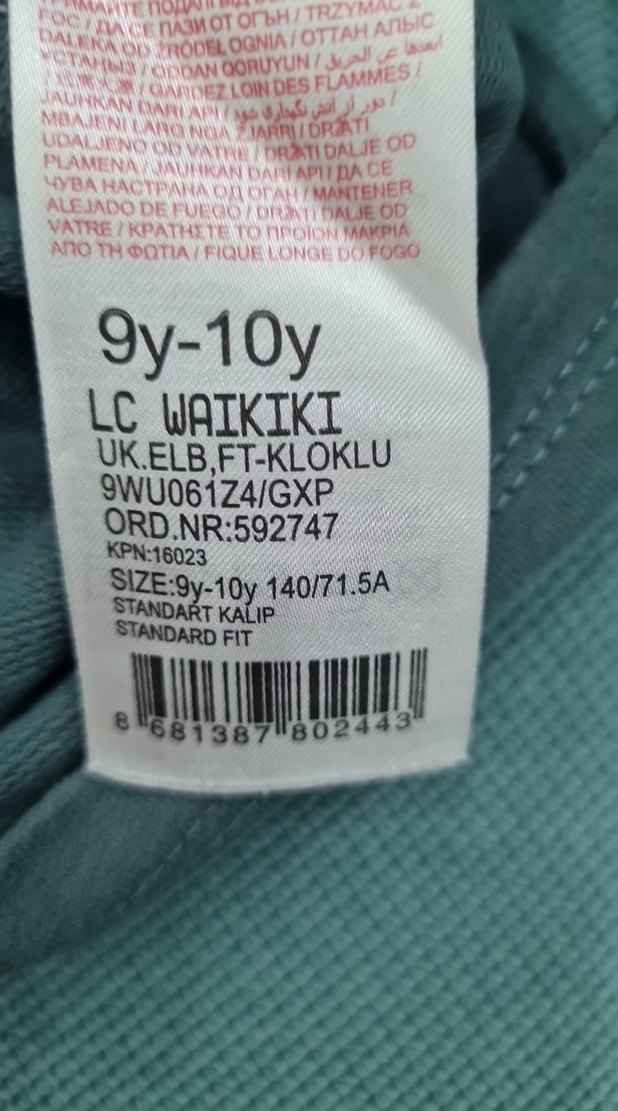 FOC / ДА СЕ ПАЗИ ОТ ОГЪН / TRZYMAĆ Z
DALEKA OD ŹRÓDEŁ OGNIA / ОТТАН АЛЫС
ҰСТАҢЫЗ / ODDAN QORUYUN / ابعدها عن الحريق
/ GARDEZ LOIN DES FLAMMES /
JAUHKAN DARI API / دور از آتش نگهداری شود /
MBAJENI LARG NGA ZJARRI / DRŽATI
UDALJENO OD VATRE / DRŽATI DALJE OD
PLAMENA / JAUHKAN DARI API / ДА СЕ
ЧУВА НАСТРАНА ОД ОГАН / MANTENER
ALEJADO DE FUEGO / DRŽATI DALJE OD
VATRE / ΚΡΑΤΗΣΤΕ ΤΟ ΠΡΟΪΟΝ ΜΑΚΡΙΑ
ΑΠΟ ΤΗ ΦΩΤΙΑ / FIQUE LONGE DO FOGO
9y-10y
LC WAIKIKI
UK.ELB,FT-KLOKLU
9WU061Z4/GXP
ORD.NR:592747
KPN:16023
SIZE:9y-10y 140/71.5A
STANDART KALIP
STANDARD FIT
8 681387 802443